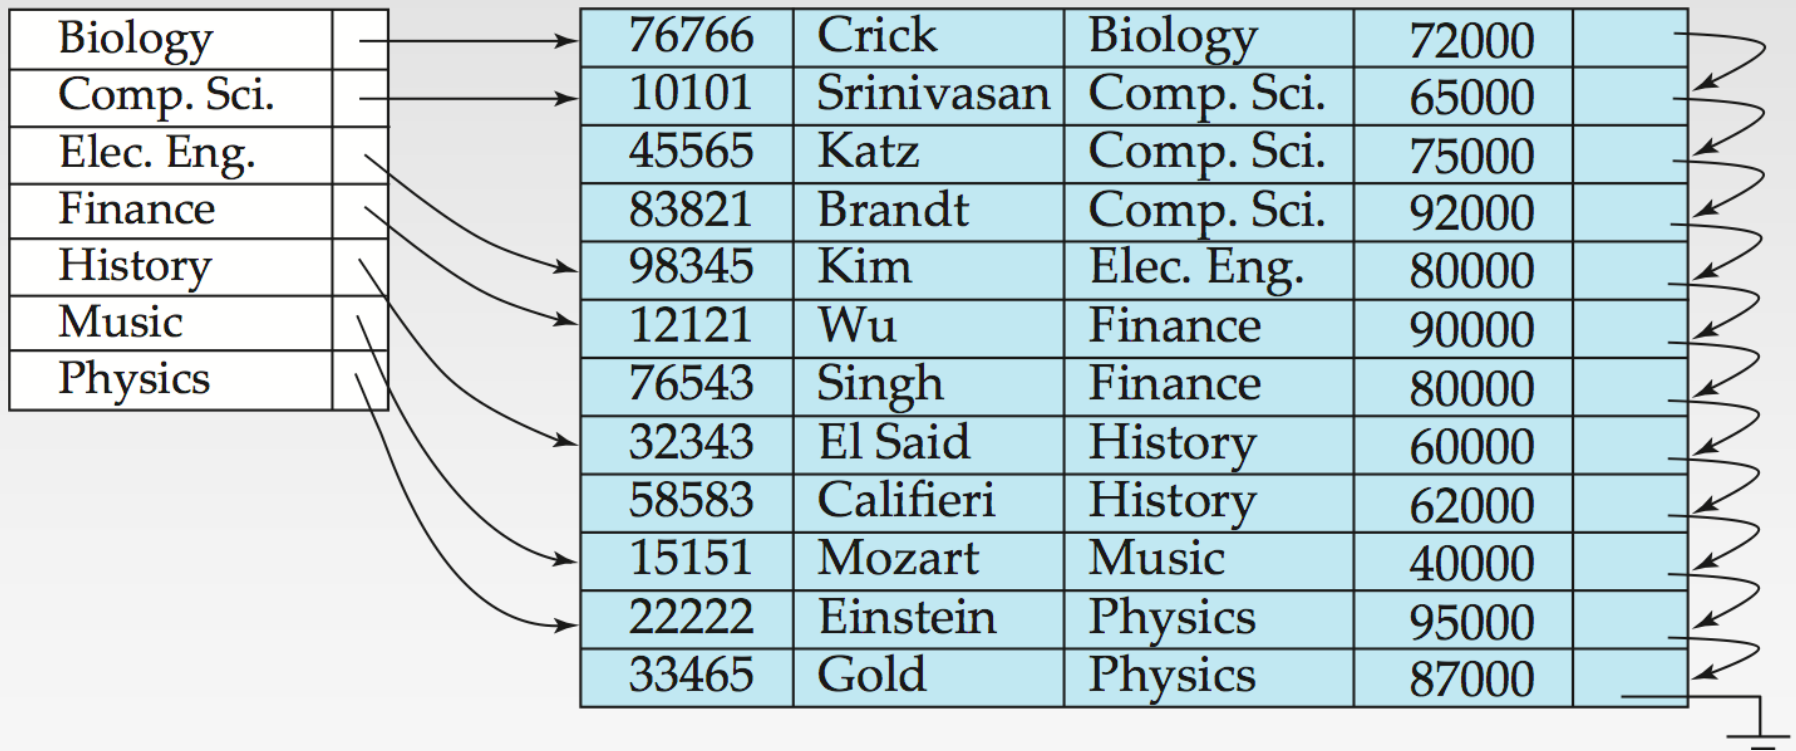 Biology
Comp. Sci.
Elec. Eng.
Finance
History
Music
Physics
76766 Crick Biology 72000
10101 Srinivasan Comp. Sci. 65000
45565 Katz Comp. Sci. 75000
83821 Brandt Comp. Sci. 92000
98345 Kim Elec. Eng. 80000
12121 Wu Finance 90000
76543 Singh Finance 80000
32343 El Said History 60000
58583 Califieri History 62000
15151 Mozart Music 40000
22222 Einstein Physics 95000
33465 Gold Physics 87000